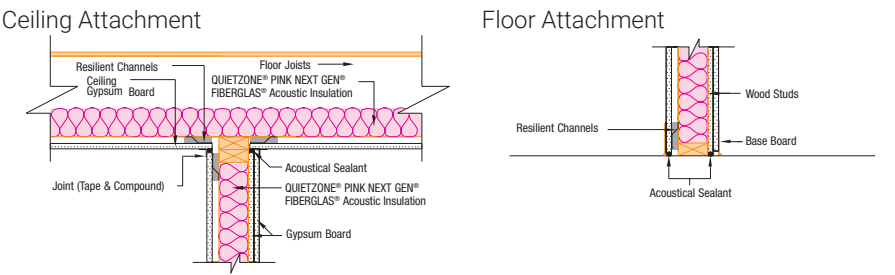 Ceiling Attachment
Resilient Channels
Floor Joists
Ceiling
Gypsum Board
QUIETZONE® PINK NEXT GEN®
FIBERGLAS® Acoustic Insulation
Joint (Tape & Compound)
Acoustical Sealant
QUIETZONE® PINK NEXT GEN®
FIBERGLAS® Acoustic Insulation
Gypsum Board
Floor Attachment
Wood Studs
Resilient Channels
Base Board
Acoustical Sealant